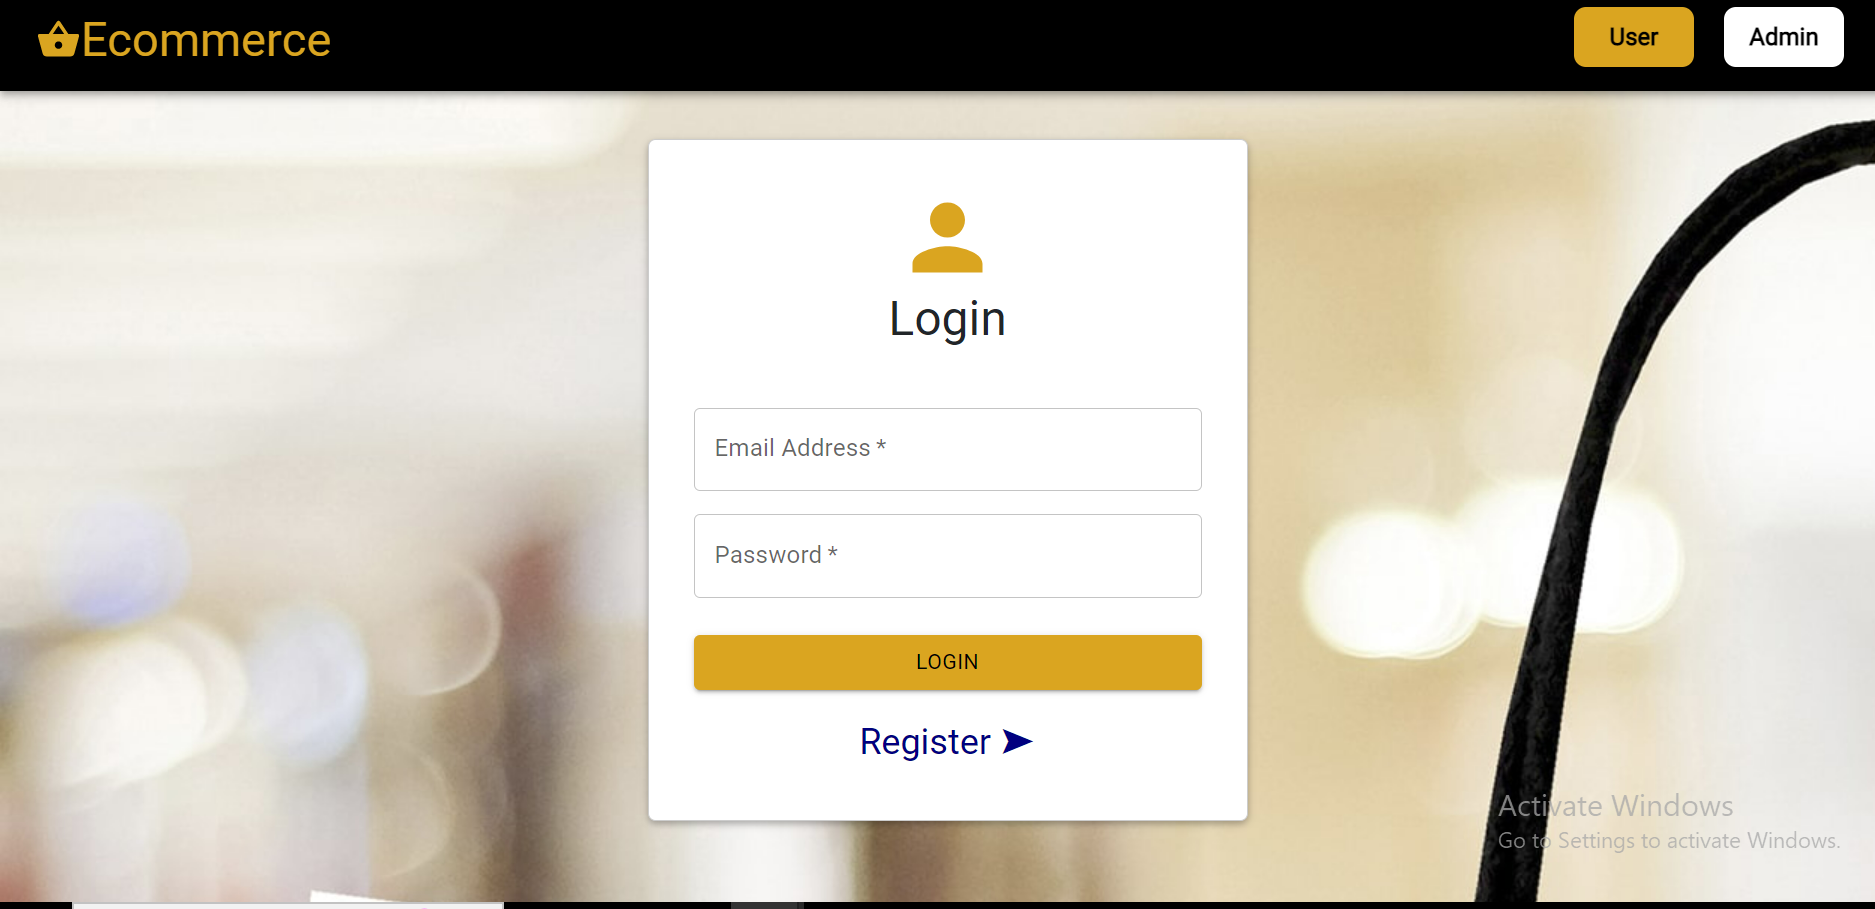 Ecommerce
User
Admin
Login
Email Address *
Password *
LOGIN
Register
Activate Windows
Go to Settings to activate Windows.